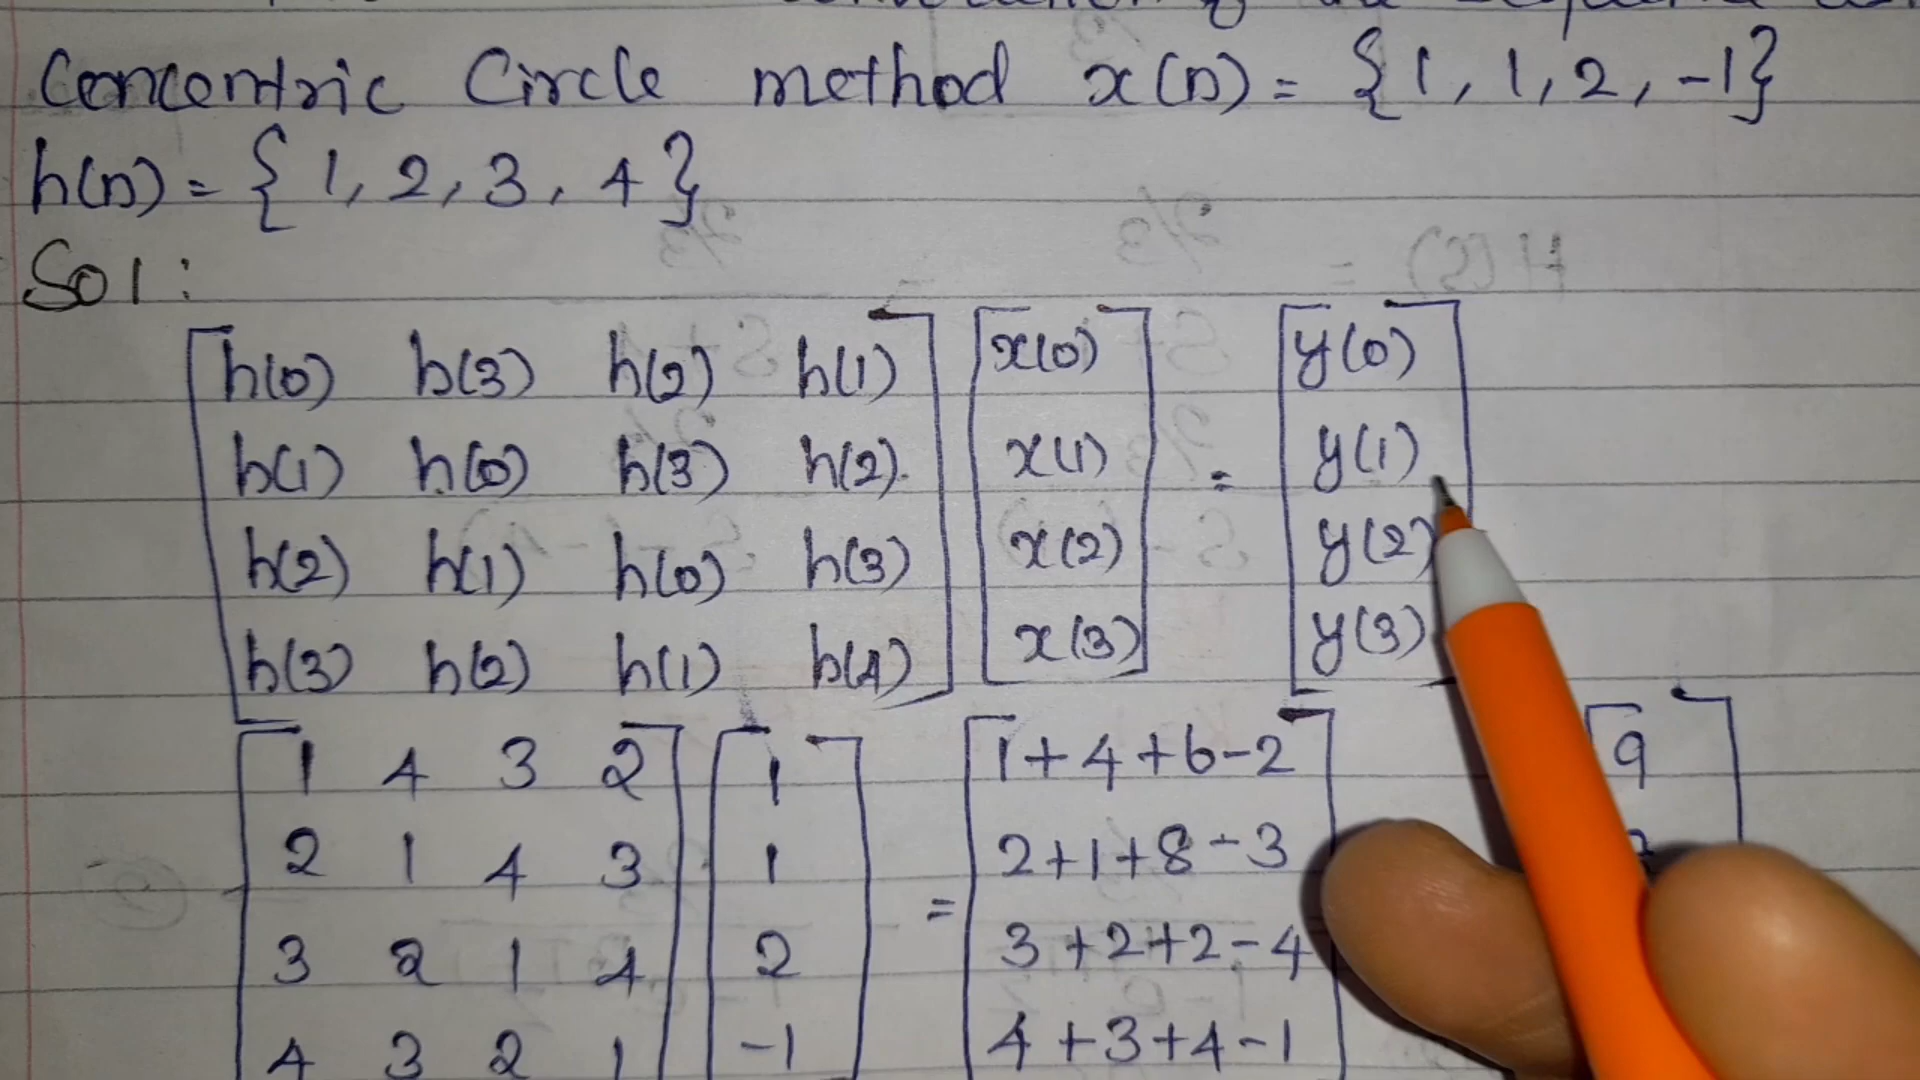 Concentric Circle method x(n) = {1, 1, 2, -1}
h(n) = {1, 2, 3, 4}
Sol:
[h(0) h(3) h(2) h(1)] [x(0)] [y(0)]
[h(1) h(0) h(3) h(2)] [x(1)] = [y(1)]
[h(2) h(1) h(0) h(3)] [x(2)] [y(2)]
[h(3) h(2) h(1) h(4)] [x(3)] [y(3)]
[1 4 3 2] [1] [1+4+6-2] [9]
[2 1 4 3] [1] [2+1+8-3]
[3 2 1 4] [2] = [3+2+2-4]
[4 3 2 1] [-1] [4+3+4-1]